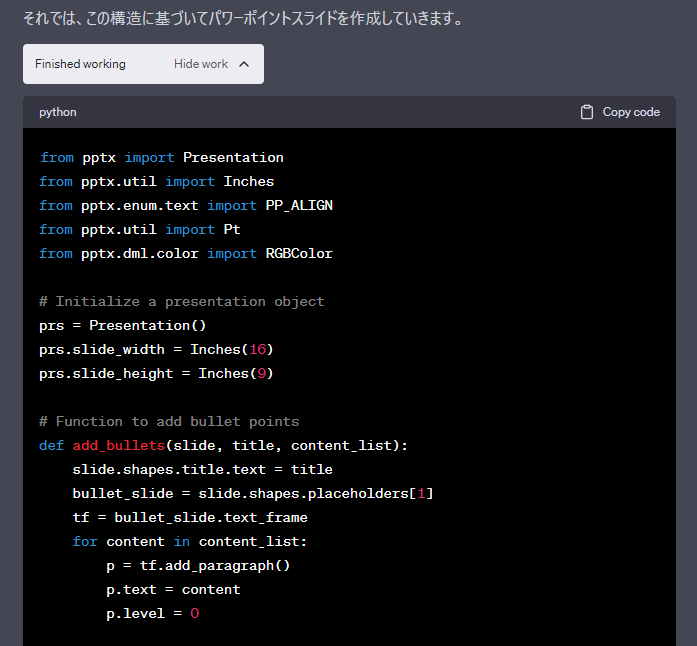 それでは、この構造に基づいてパワーポイントスライドを作成していきます。
Finished working Hide work
python Copy code
from pptx import Presentation
from pptx.util import Inches
from pptx.enum.text import PP_ALIGN
from pptx.util import Pt
from pptx.dml.color import RGBColor
# Initialize a presentation object
prs = Presentation()
prs.slide_width = Inches(16)
prs.slide_height = Inches(9)
# Function to add bullet points
def add_bullets(slide, title, content_list):
    slide.shapes.title.text = title
    bullet_slide = slide.shapes.placeholders[1]
    tf = bullet_slide.text_frame
    for content in content_list:
        p = tf.add_paragraph()
        p.text = content
        p.level = 0